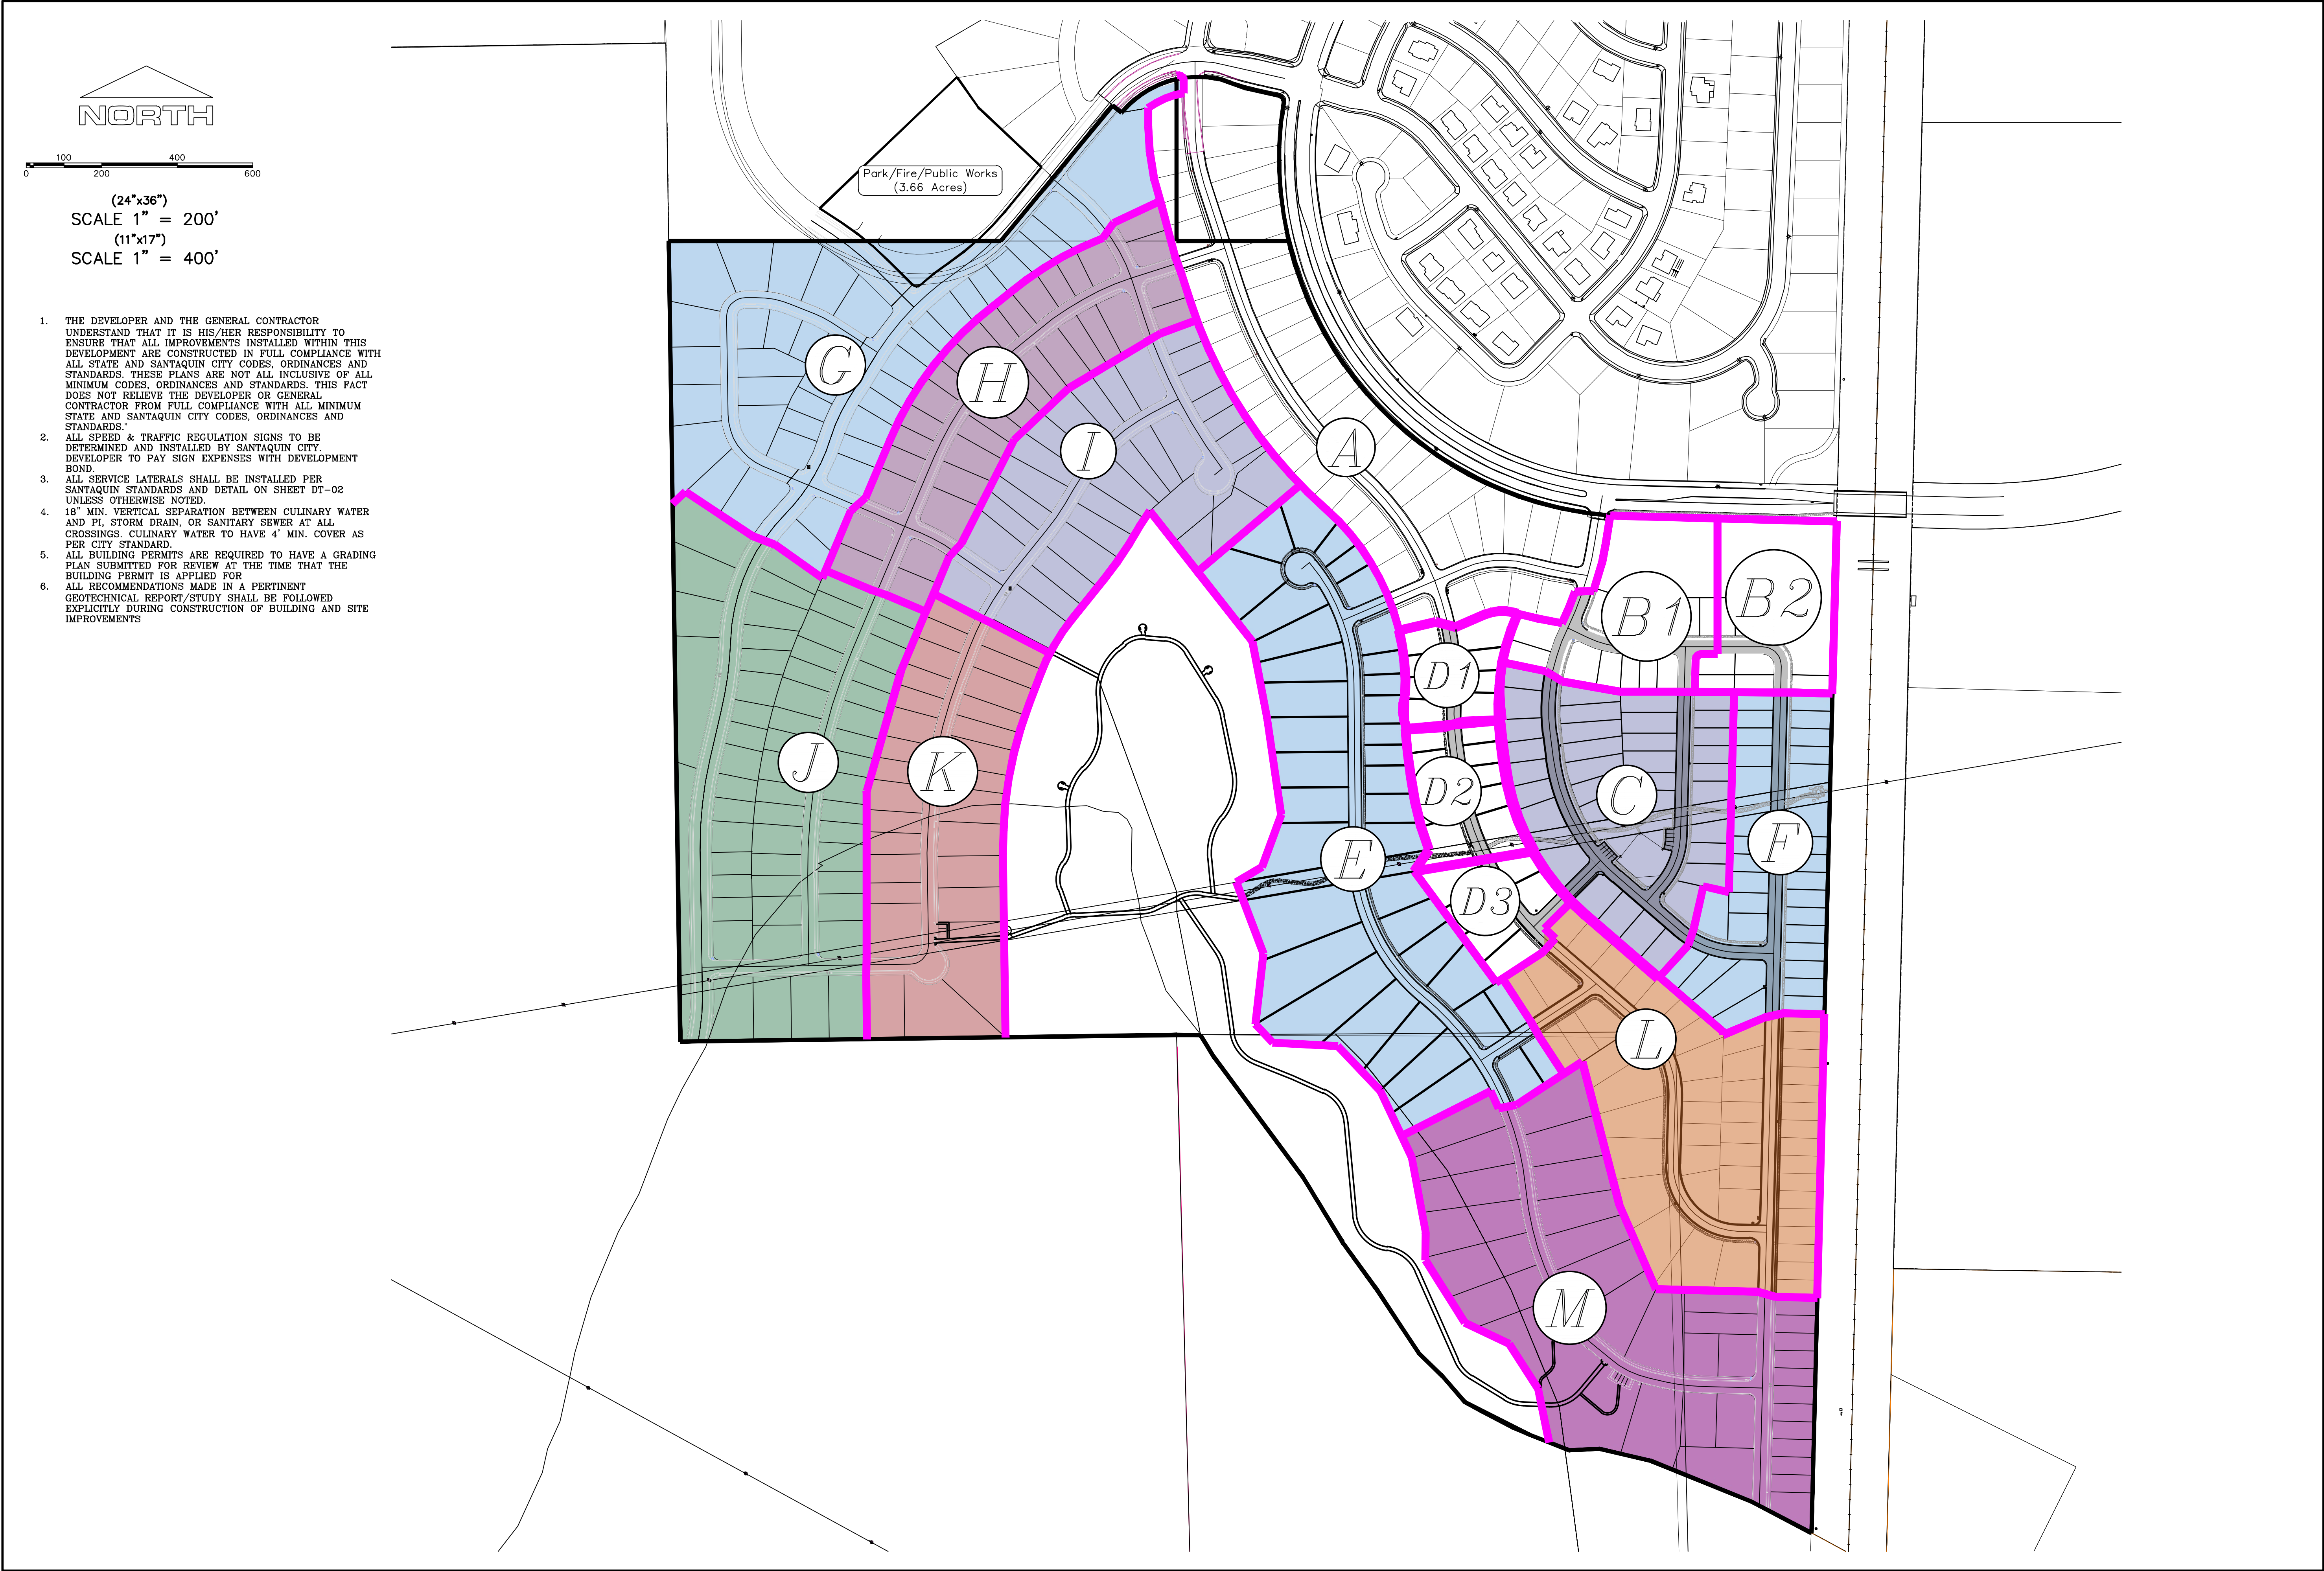 NORTH
100 400
0 200 600
(24"x36")
SCALE 1" = 200'
(11"x17")
SCALE 1" = 400'
1. THE DEVELOPER AND THE GENERAL CONTRACTOR
UNDERSTAND THAT IT IS HIS/HER RESPONSIBILITY TO
ENSURE THAT ALL IMPROVEMENTS INSTALLED WITHIN THIS
DEVELOPMENT ARE CONSTRUCTED IN FULL COMPLIANCE WITH
ALL STATE AND SANTAQUIN CITY CODES, ORDINANCES AND
STANDARDS. THESE PLANS ARE NOT ALL INCLUSIVE OF ALL
MINIMUM CODES, ORDINANCES AND STANDARDS. THIS FACT
DOES NOT RELIEVE THE DEVELOPER OR GENERAL
CONTRACTOR FROM FULL COMPLIANCE WITH ALL MINIMUM
STATE AND SANTAQUIN CITY CODES, ORDINANCES AND
STANDARDS."
2. ALL SPEED & TRAFFIC REGULATION SIGNS TO BE
DETERMINED AND INSTALLED BY SANTAQUIN CITY.
DEVELOPER TO PAY SIGN EXPENSES WITH DEVELOPMENT
BOND.
3. ALL SERVICE LATERALS SHALL BE INSTALLED PER
SANTAQUIN STANDARDS AND DETAIL ON SHEET DT-02
UNLESS OTHERWISE NOTED.
4. 18" MIN. VERTICAL SEPARATION BETWEEN CULINARY WATER
AND PI, STORM DRAIN, OR SANITARY SEWER AT ALL
CROSSINGS. CULINARY WATER TO HAVE 4' MIN. COVER AS
PER CITY STANDARD.
5. ALL BUILDING PERMITS ARE REQUIRED TO HAVE A GRADING
PLAN SUBMITTED FOR REVIEW AT THE TIME THAT THE
BUILDING PERMIT IS APPLIED FOR
6. ALL RECOMMENDATIONS MADE IN A PERTINENT
GEOTECHNICAL REPORT/STUDY SHALL BE FOLLOWED
EXPLICITLY DURING CONSTRUCTION OF BUILDING AND SITE
IMPROVEMENTS
Park/Fire/Public Works
(3.66 Acres)
G
H
I
A
B1
B2
D1
J
K
D2
C
F
E
D3
L
M